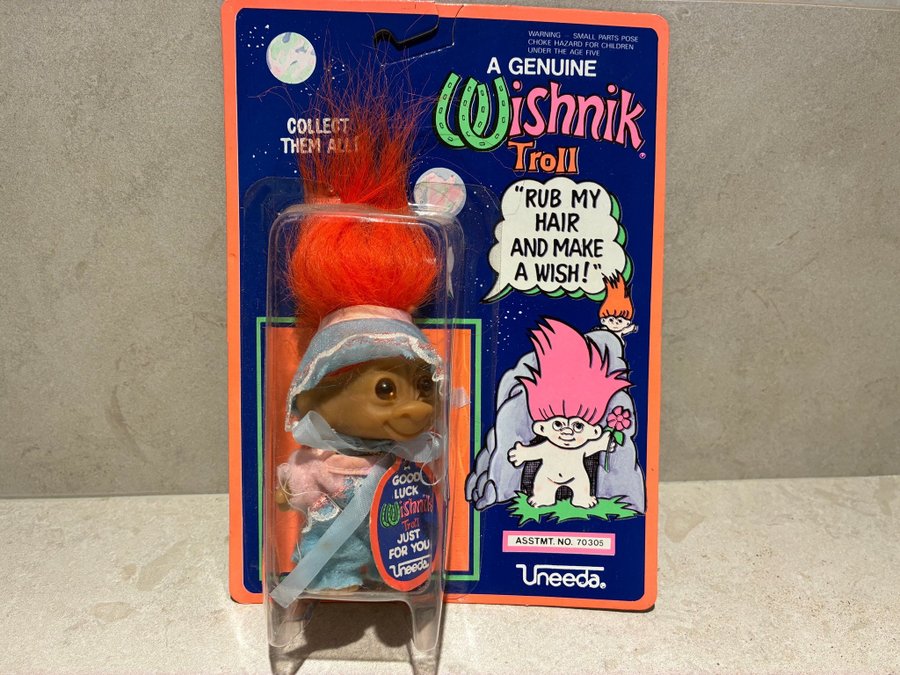 WARNING - SMALL PARTS POSE
CHOKE HAZARD FOR CHILDREN
UNDER THE AGE FIVE
A GENUINE
Wishnik®
Troll
COLLECT
THEM ALL!
"RUB MY
HAIR
AND MAKE
A WISH!"
A
GOOD
LUCK
Wishnik
Troll
JUST
FOR YOU
Uneeda
ASSTMT. NO. 70305
Uneeda®